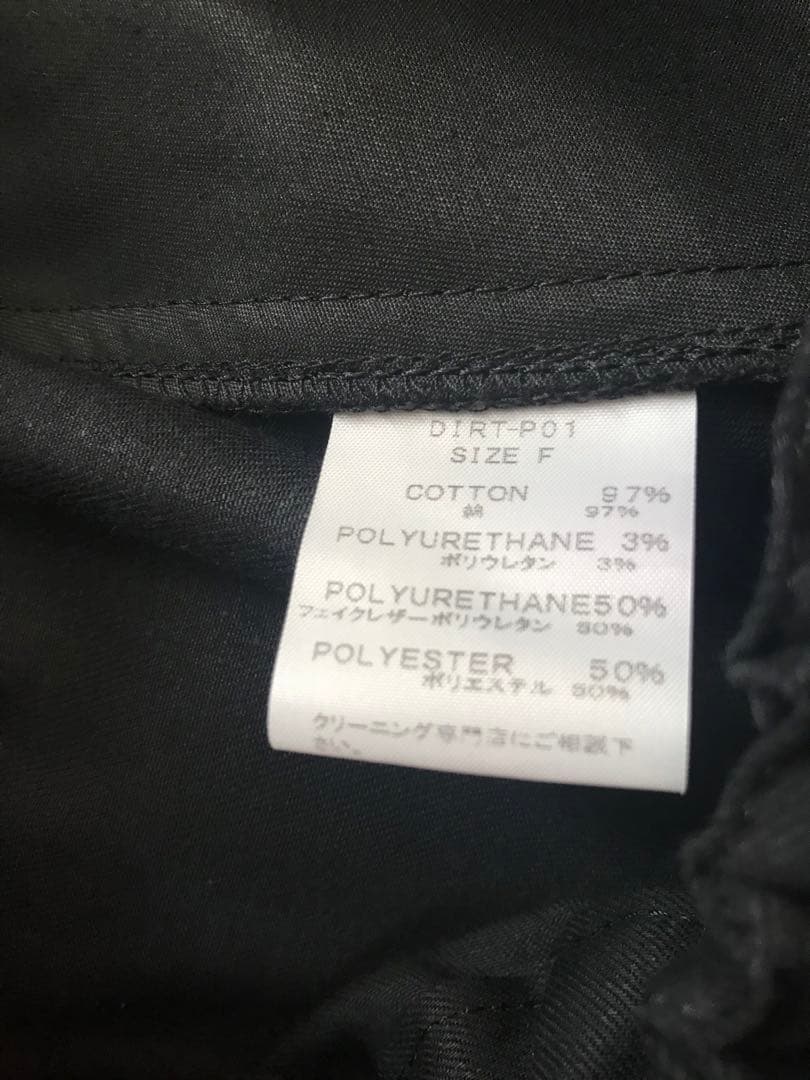 DIRT-P01
SIZE F
COTTON 97%
綿 97%
POLYURETHANE 3%
ポリウレタン 3%
POLYURETHANE50%
フェイクレザーポリウレタン 50%
POLYESTER 50%
ポリエステル 50%
クリーニング専門店にご相談下
さい。